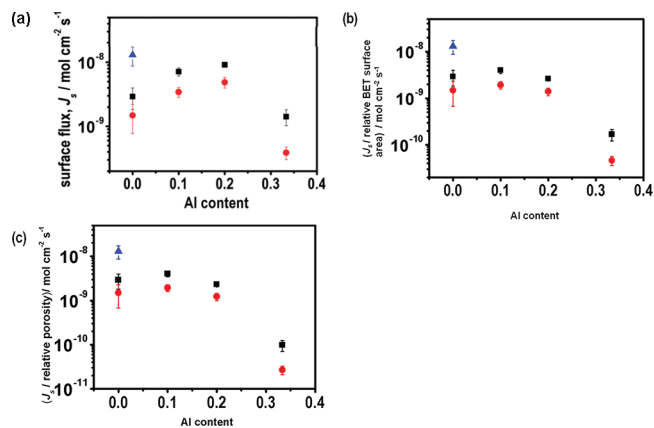 (a)
surface flux, Js / mol cm-2 s-1
10-8
10-9
0.0 0.1 0.2 0.3 0.4
Al content
(b)
(Js / relative BET surface
area) / mol cm-2 s-1
10-8
10-9
10-10
0.0 0.1 0.2 0.3 0.4
Al content
(c)
(Js / relative porosity)/ mol cm-2 s-1
10-8
10-9
10-10
10-11
0.0 0.1 0.2 0.3 0.4
Al content